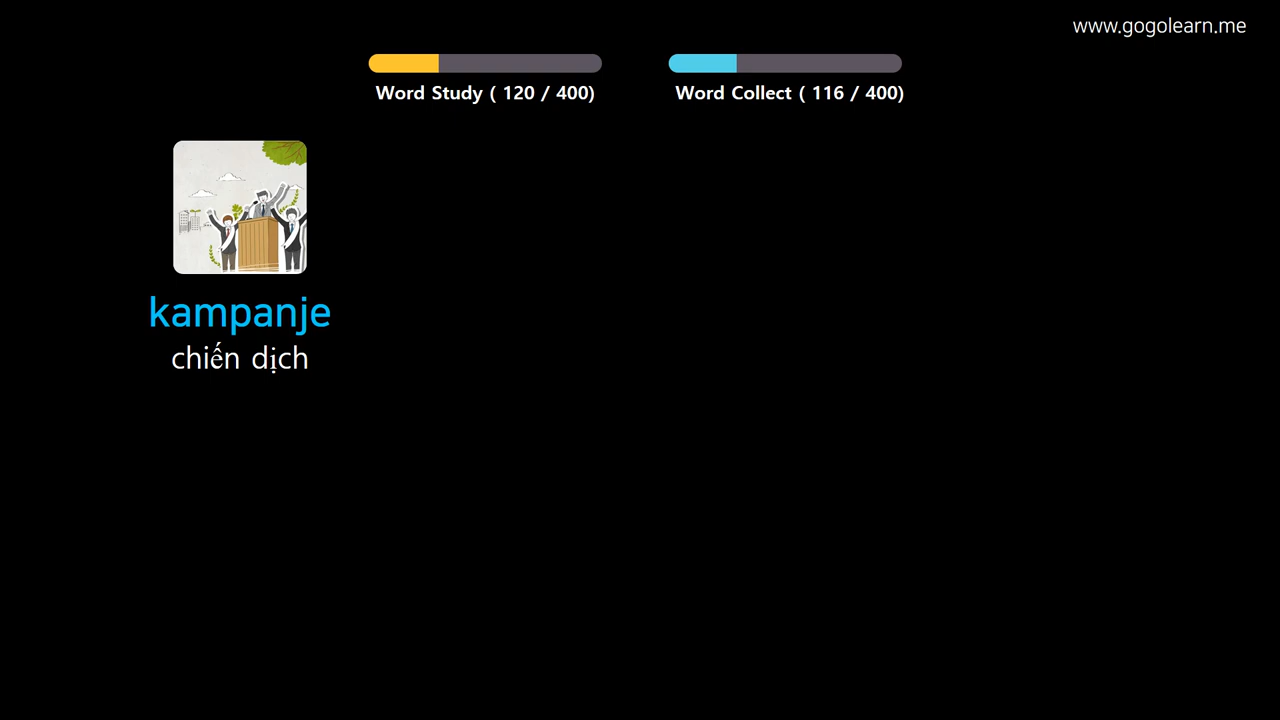 www.gogolearn.me
Word Study ( 120 / 400)
Word Collect ( 116 / 400)
kampanje
chiến dịch